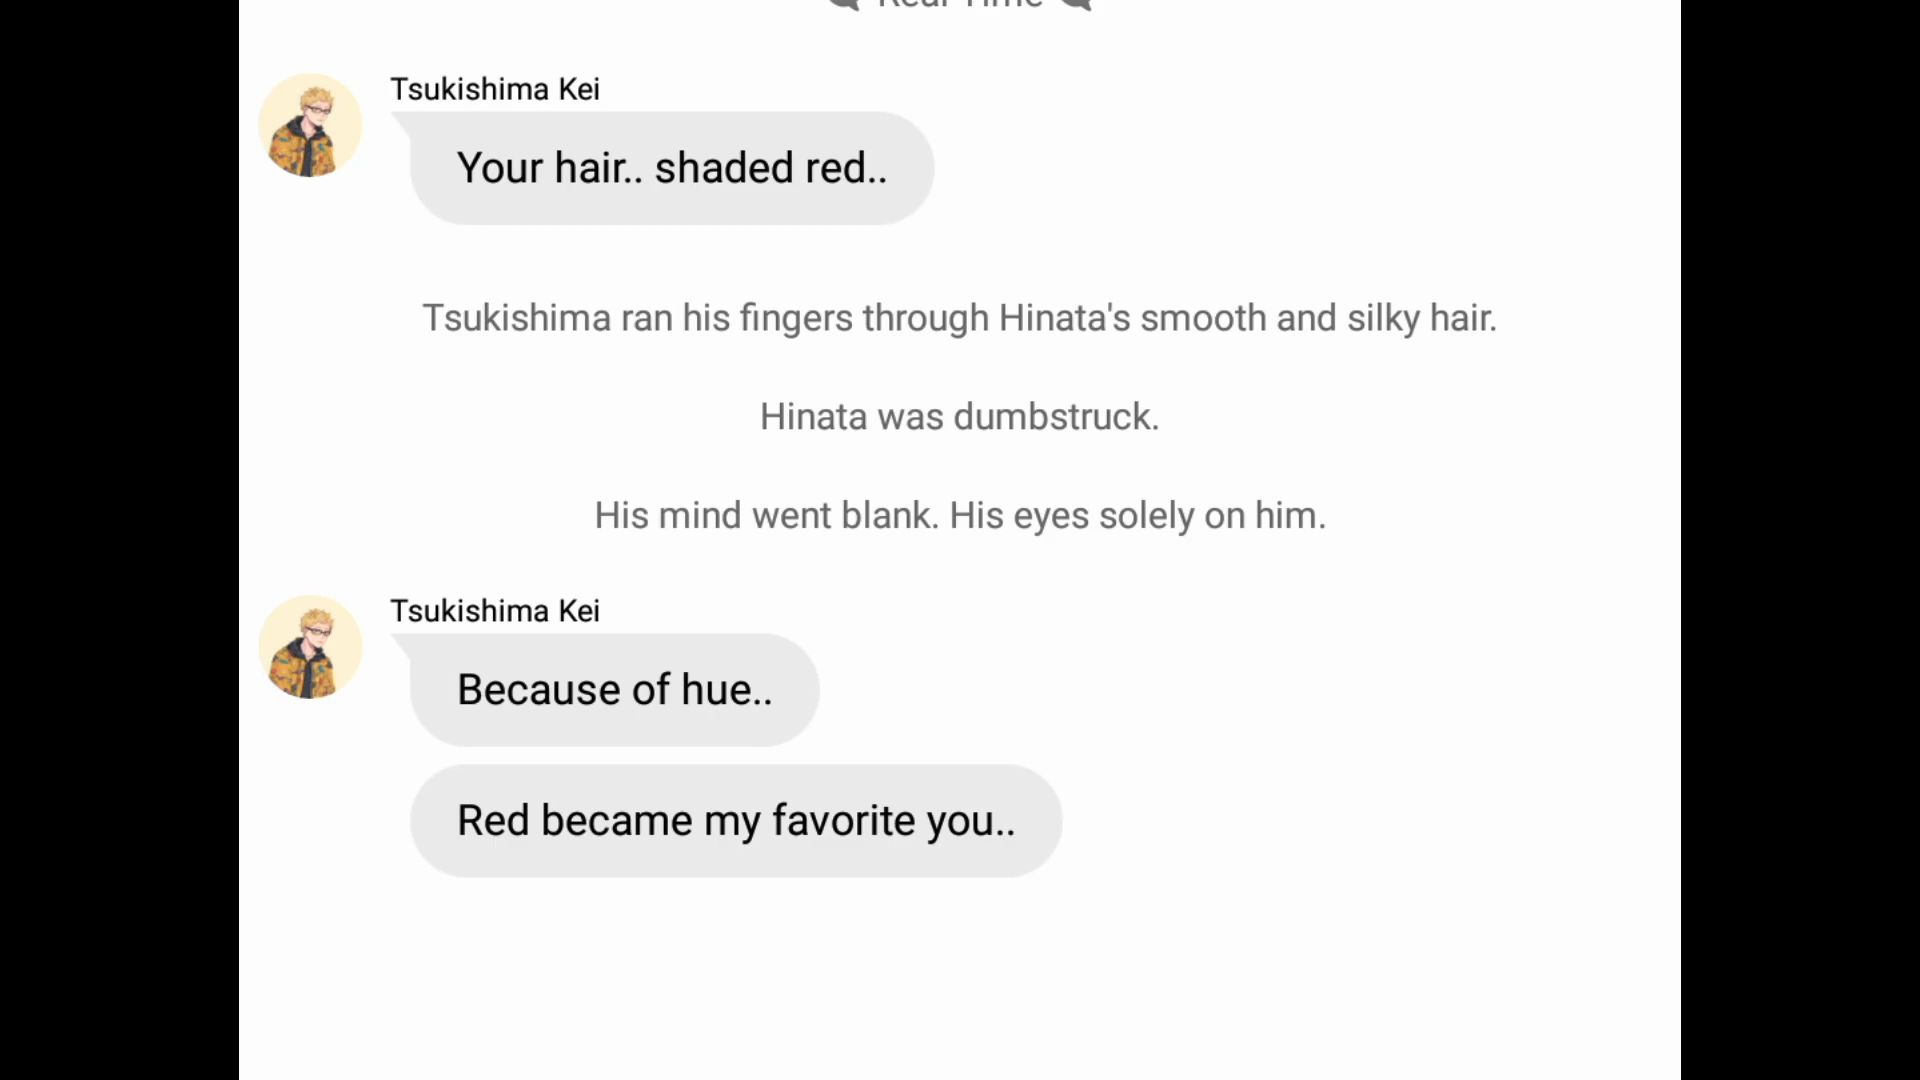 Real Time
Tsukishima Kei
Your hair.. shaded red..
Tsukishima ran his fingers through Hinata's smooth and silky hair.
Hinata was dumbstruck.
His mind went blank. His eyes solely on him.
Tsukishima Kei
Because of hue..
Red became my favorite you..